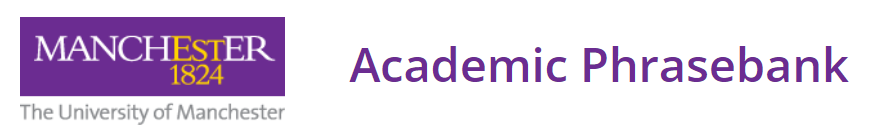 MANCHEstER
1824
The University of Manchester
Academic Phrasebank